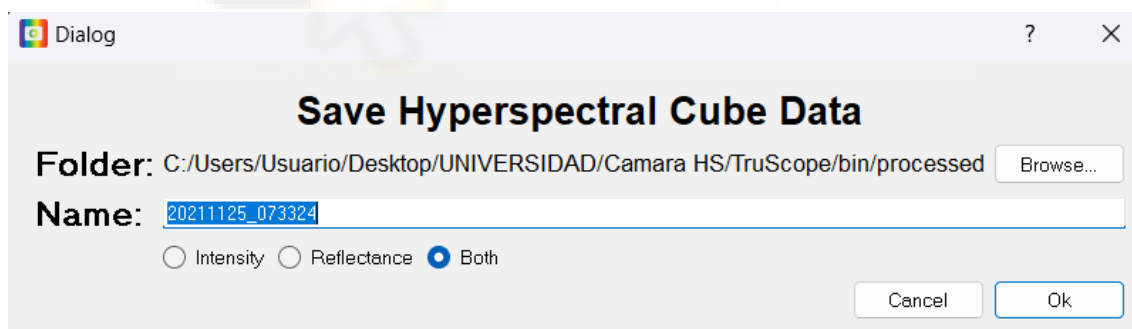 Dialog ?
Save Hyperspectral Cube Data
Folder: C:/Users/Usuario/Desktop/UNIVERSIDAD/Camara HS/TruScope/bin/processed Browse...
Name: 20211125_073324
Intensity Reflectance Both
Cancel Ok